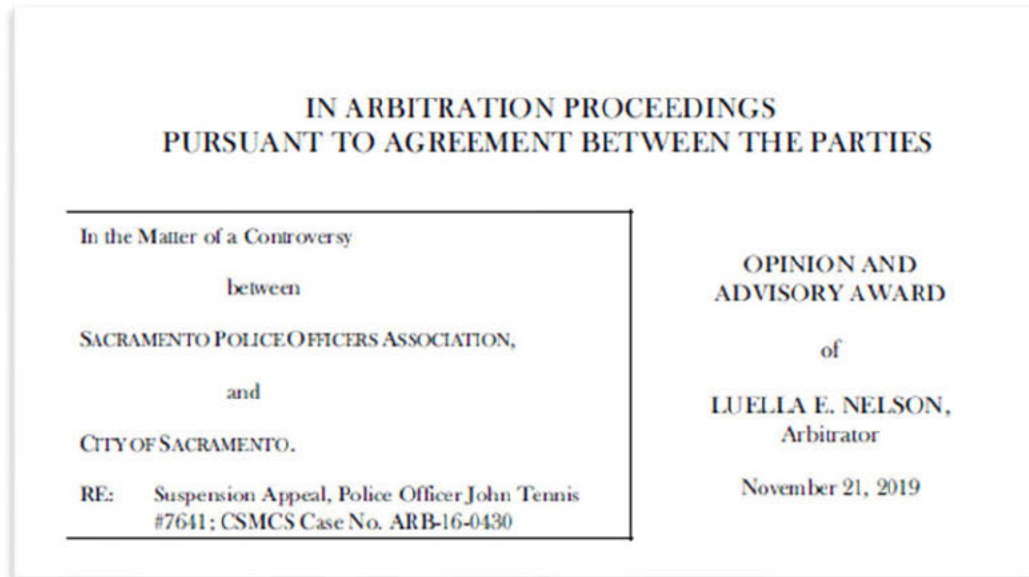 IN ARBITRATION PROCEEDINGS
PURSUANT TO AGREEMENT BETWEEN THE PARTIES
In the Matter of a Controversy
between
SACRAMENTO POLICE OFFICERS ASSOCIATION,
and
CITY OF SACRAMENTO.
RE: Suspension Appeal, Police Officer John Tennis
#7641; CSMCS Case No. ARB-16-0430
OPINION AND
ADVISORY AWARD
of
LUELLA E. NELSON,
Arbitrator
November 21, 2019